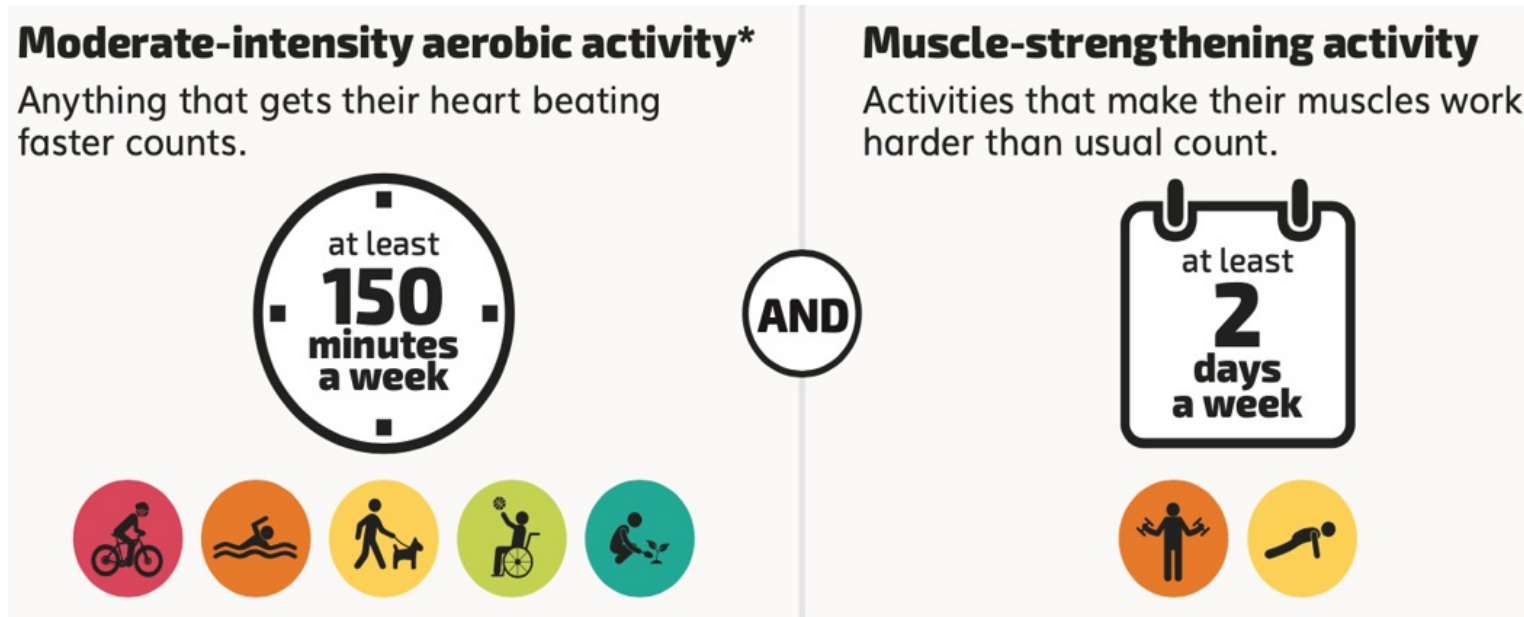 Moderate-intensity aerobic activity*
Anything that gets their heart beating
faster counts.
at least
150
minutes
a week
AND
Muscle-strengthening activity
Activities that make their muscles work
harder than usual count.
at least
2
days
a week